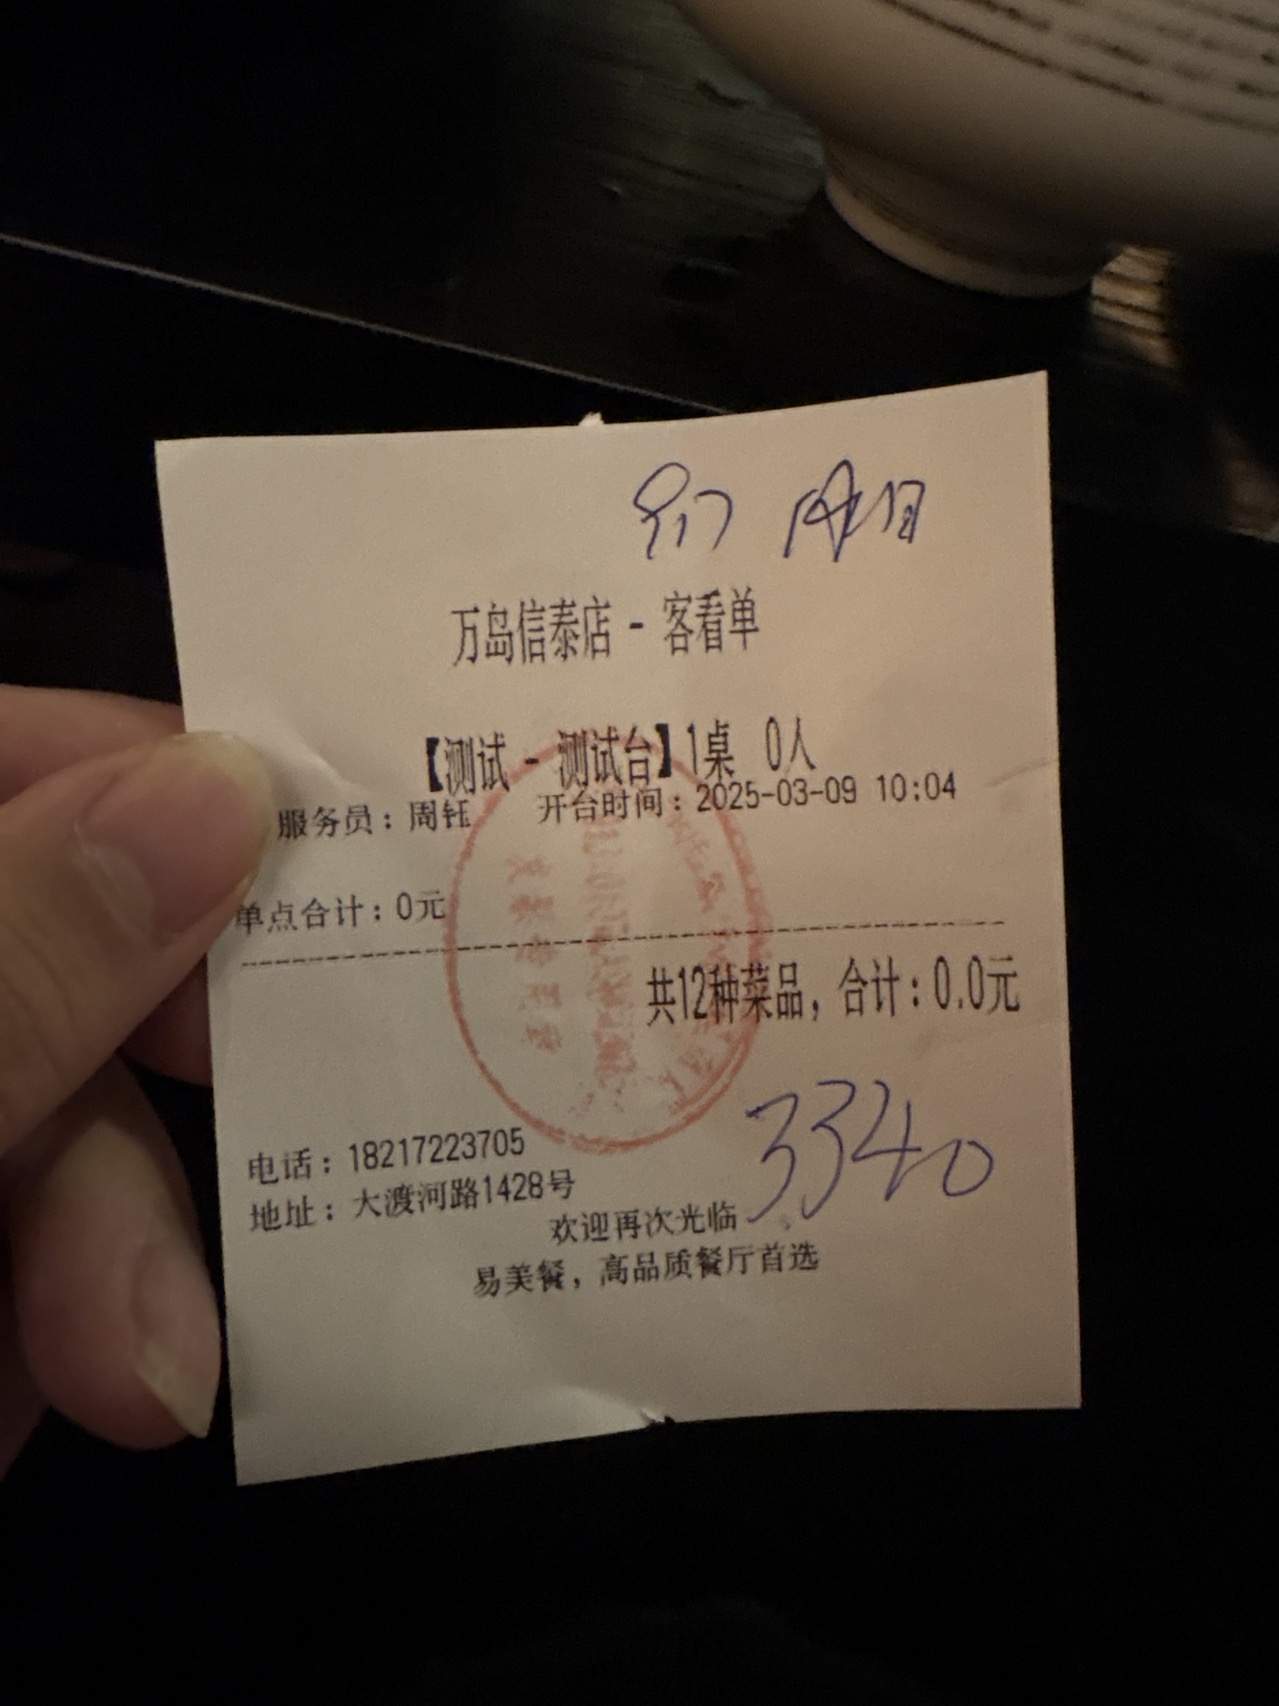 万岛信泰店 - 客看单
【测试 - 测试台】1桌 0人
服务员：周钰 开台时间：2025-03-09 10:04
单点合计：0元
共12种菜品，合计：0.0元
3340
电话：18217223705
地址：大渡河路1428号
欢迎再次光临
易美餐，高品质餐厅首选